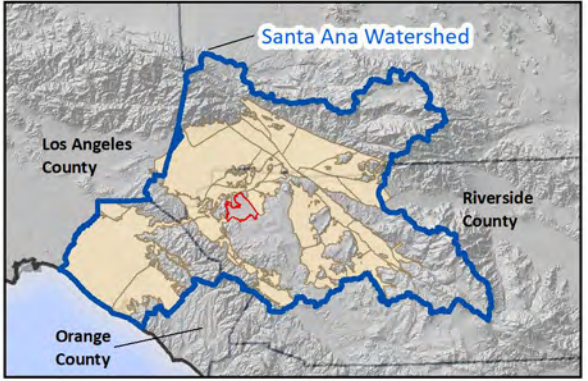 Santa Ana Watershed
Los Angeles
County
Riverside
County
Orange
County